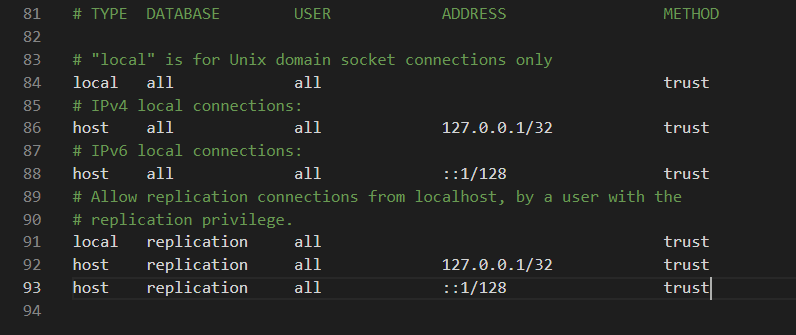 81 # TYPE  DATABASE        USER            ADDRESS                 METHOD
82
83 # "local" is for Unix domain socket connections only
84 local   all             all                                     trust
85 # IPv4 local connections:
86 host    all             all             127.0.0.1/32            trust
87 # IPv6 local connections:
88 host    all             all             ::1/128                 trust
89 # Allow replication connections from localhost, by a user with the
90 # replication privilege.
91 local   replication     all                                     trust
92 host    replication     all             127.0.0.1/32            trust
93 host    replication     all             ::1/128                 trust
94